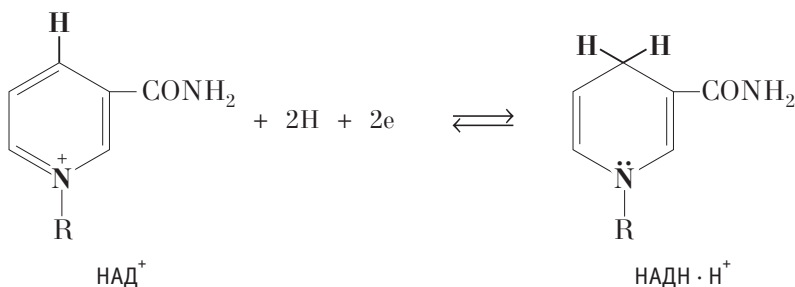 H
CONH₂ + 2H + 2e
+
N
R
НАД⁺
H H
CONH₂
N̈
R
НАДН · Н⁺